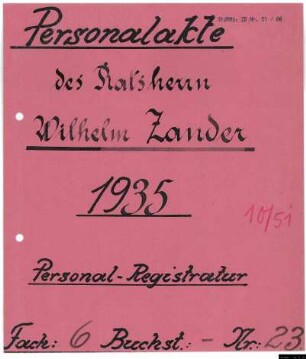 Personalakte
des Ratsherrn
Wilhelm Zander
1935
10/51
Personal-Registratur
Fach: 6 Buchst.: - Nr.: 23